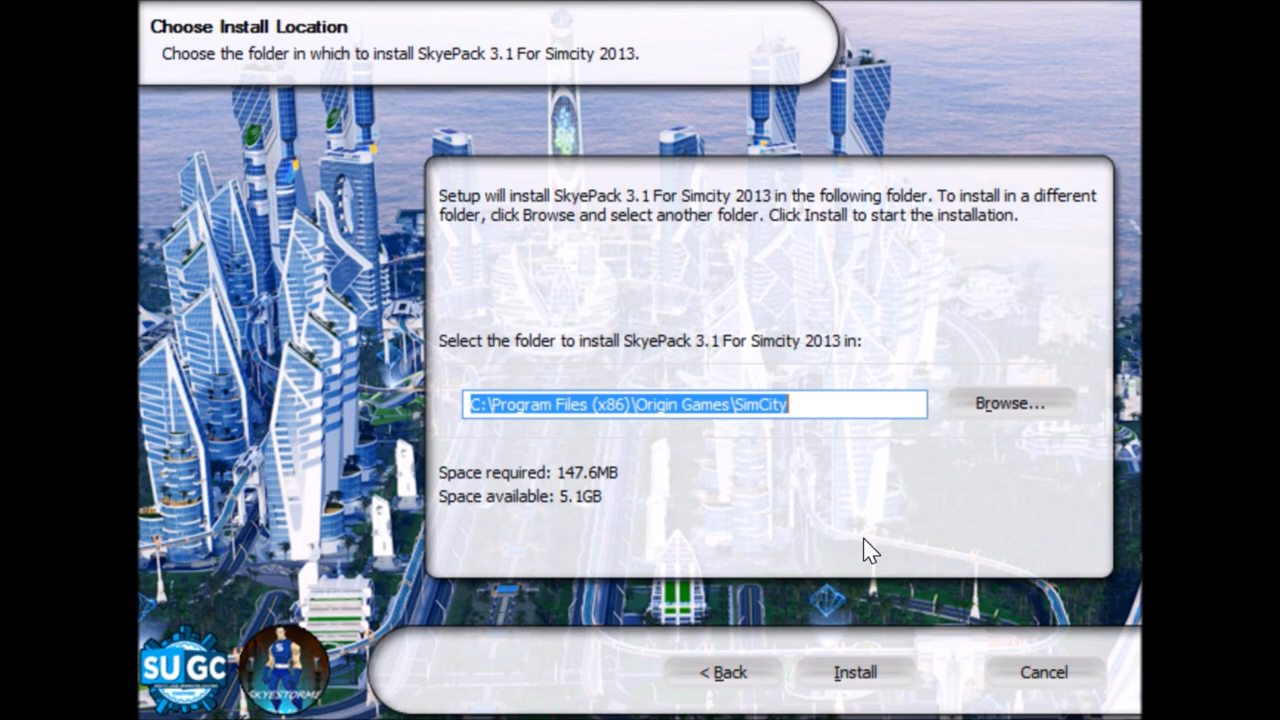 Choose Install Location
Choose the folder in which to install SkyePack 3.1 For Simcity 2013.
Setup will install SkyePack 3.1 For Simcity 2013 in the following folder. To install in a different
folder, click Browse and select another folder. Click Install to start the installation.
Select the folder to install SkyePack 3.1 For Simcity 2013 in:
C:\Program Files (x86)\Origin Games\SimCity
Browse...
Space required: 147.6MB
Space available: 5.1GB
SU GC
SKYESTORME
< Back
Install
Cancel